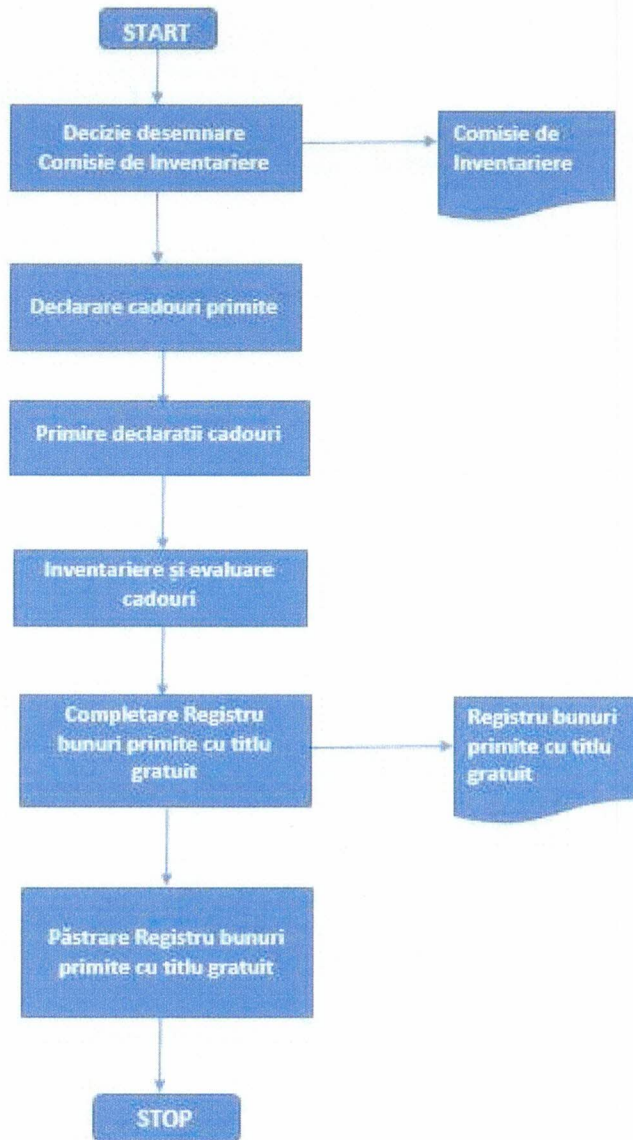 START
Decizie desemnare
Comisie de Inventariere
Comisie de
Inventariere
Declarare cadouri primite
Primire declaratii cadouri
Inventariere și evaluare
cadouri
Completare Registru
bunuri primite cu titlu
gratuit
Registru bunuri
primite cu titlu
gratuit
Păstrare Registru bunuri
primite cu titlu gratuit
STOP